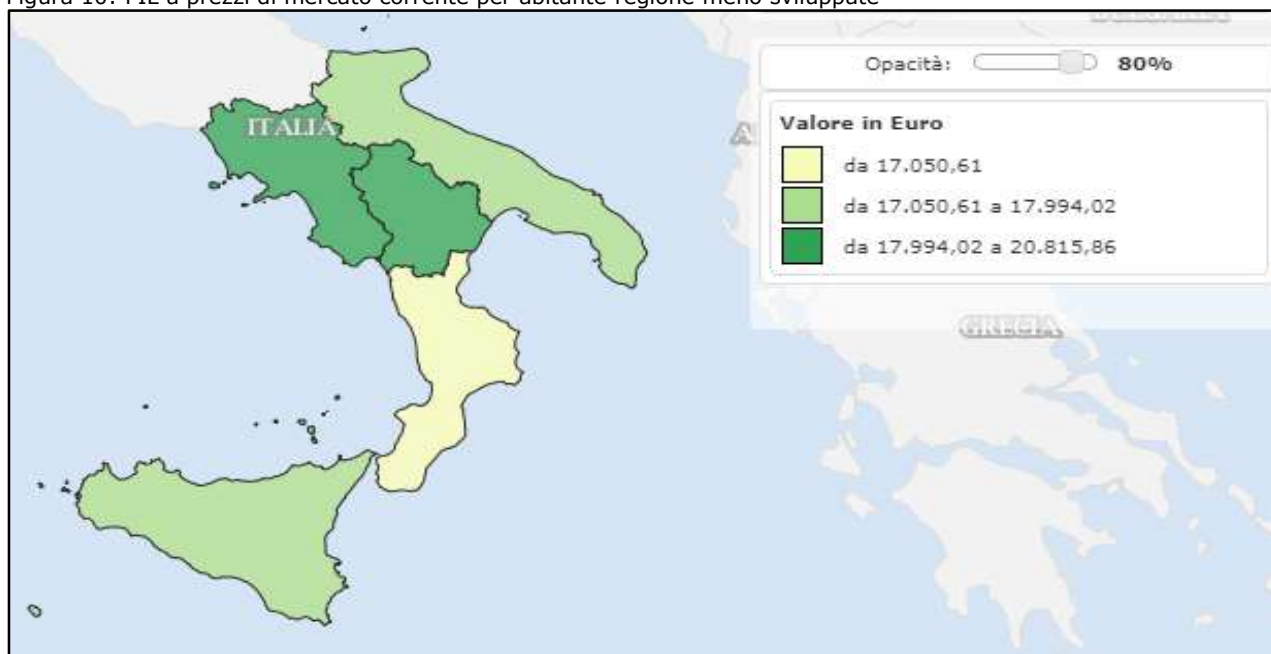 Figura 10: PIL a prezzi di mercato corrente per abitante regione meno sviluppate
Opacità: 80%
ITALIA
Valore in Euro
da 17.050,61
da 17.050,61 a 17.994,02
da 17.994,02 a 20.815,86
GRECIA